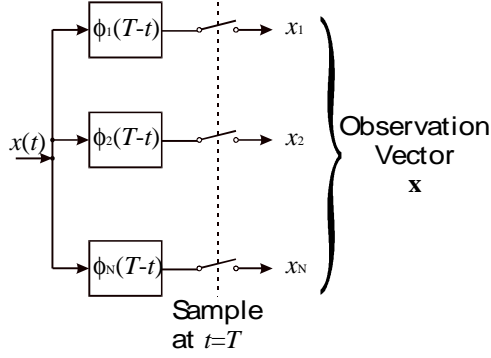 ϕ₁(T-t) x₁
ϕ₂(T-t) x₂
x(t)
Observation
Vector
x
ϕN(T-t) xN
Sample
at t=T